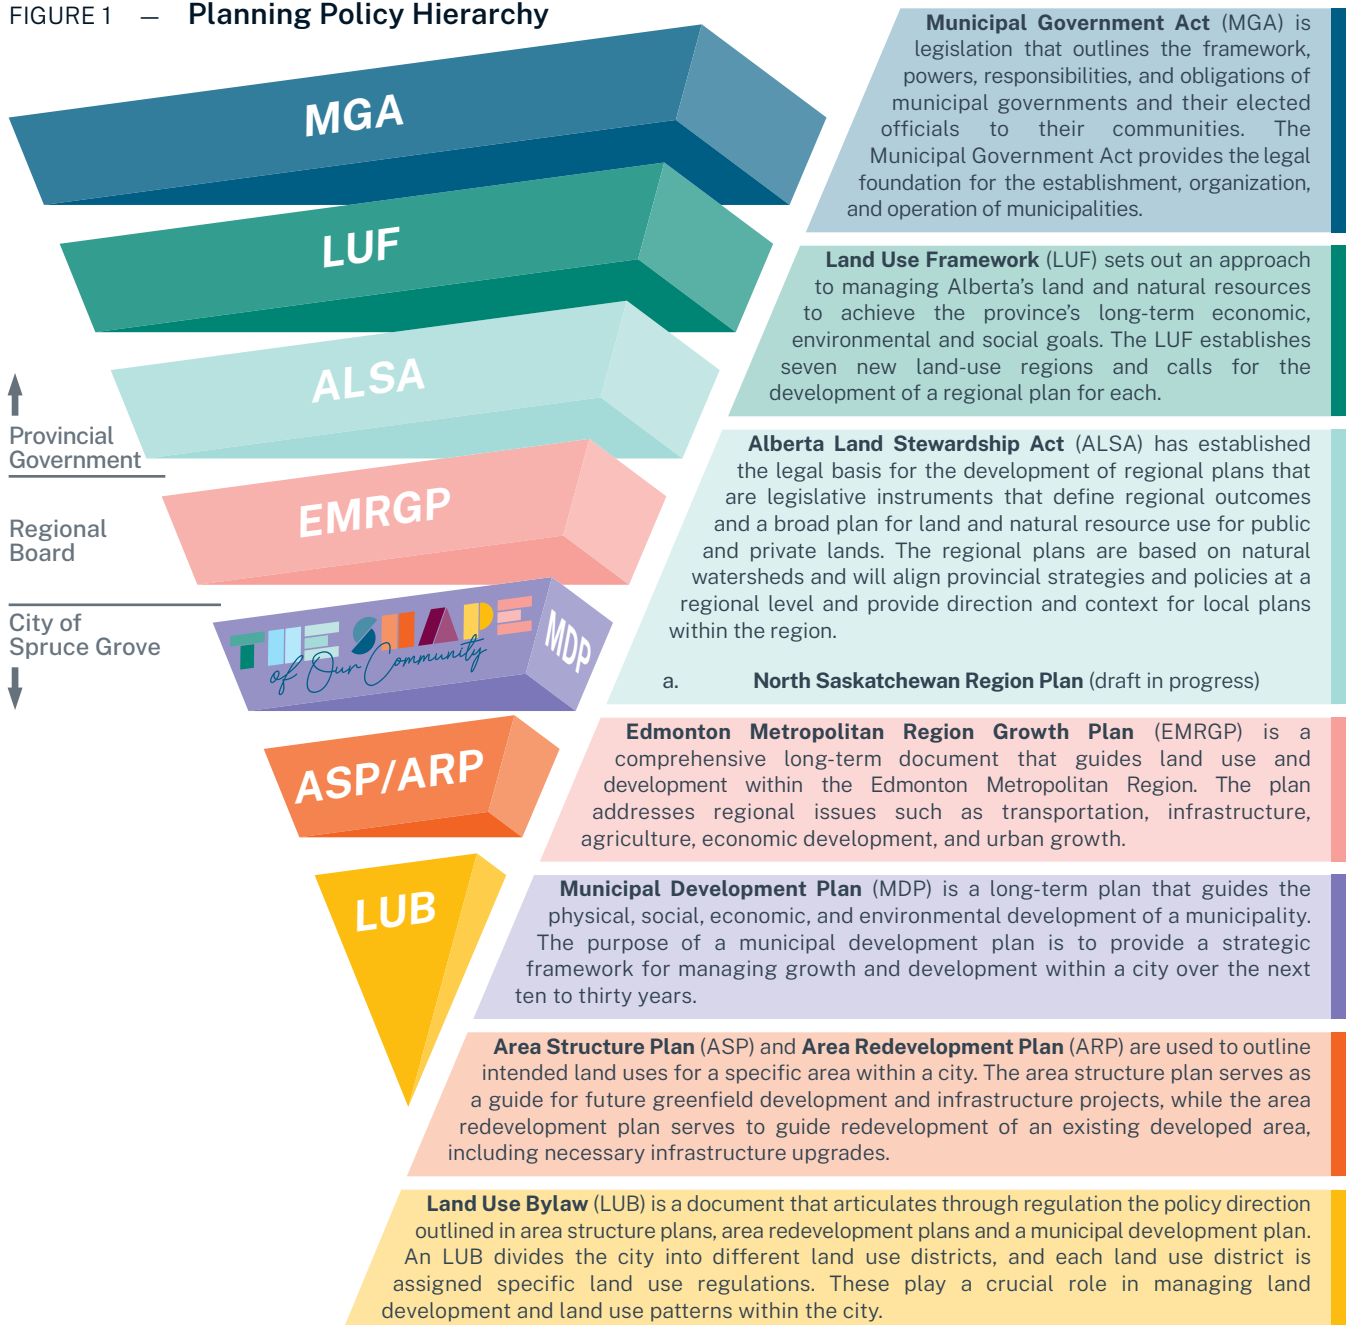 FIGURE 1 — Planning Policy Hierarchy
MGA
LUF
ALSA
EMRGP
THE SHAPE
of Our Community
MDP
ASP/ARP
LUB
Provincial
Government
Regional
Board
City of
Spruce Grove
Municipal Government Act (MGA) is
legislation that outlines the framework,
powers, responsibilities, and obligations of
municipal governments and their elected
officials to their communities. The
Municipal Government Act provides the legal
foundation for the establishment, organization,
and operation of municipalities.
Land Use Framework (LUF) sets out an approach
to managing Alberta’s land and natural resources
to achieve the province’s long-term economic,
environmental and social goals. The LUF establishes
seven new land-use regions and calls for the
development of a regional plan for each.
Alberta Land Stewardship Act (ALSA) has established
the legal basis for the development of regional plans that
are legislative instruments that define regional outcomes
and a broad plan for land and natural resource use for public
and private lands. The regional plans are based on natural
watersheds and will align provincial strategies and policies at a
regional level and provide direction and context for local plans
within the region.
a. North Saskatchewan Region Plan (draft in progress)
Edmonton Metropolitan Region Growth Plan (EMRGP) is a
comprehensive long-term document that guides land use and
development within the Edmonton Metropolitan Region. The plan
addresses regional issues such as transportation, infrastructure,
agriculture, economic development, and urban growth.
Municipal Development Plan (MDP) is a long-term plan that guides the
physical, social, economic, and environmental development of a municipality.
The purpose of a municipal development plan is to provide a strategic
framework for managing growth and development within a city over the next
ten to thirty years.
Area Structure Plan (ASP) and Area Redevelopment Plan (ARP) are used to outline
intended land uses for a specific area within a city. The area structure plan serves as
a guide for future greenfield development and infrastructure projects, while the area
redevelopment plan serves to guide redevelopment of an existing developed area,
including necessary infrastructure upgrades.
Land Use Bylaw (LUB) is a document that articulates through regulation the policy direction
outlined in area structure plans, area redevelopment plans and a municipal development plan.
An LUB divides the city into different land use districts, and each land use district is
assigned specific land use regulations. These play a crucial role in managing land
development and land use patterns within the city.